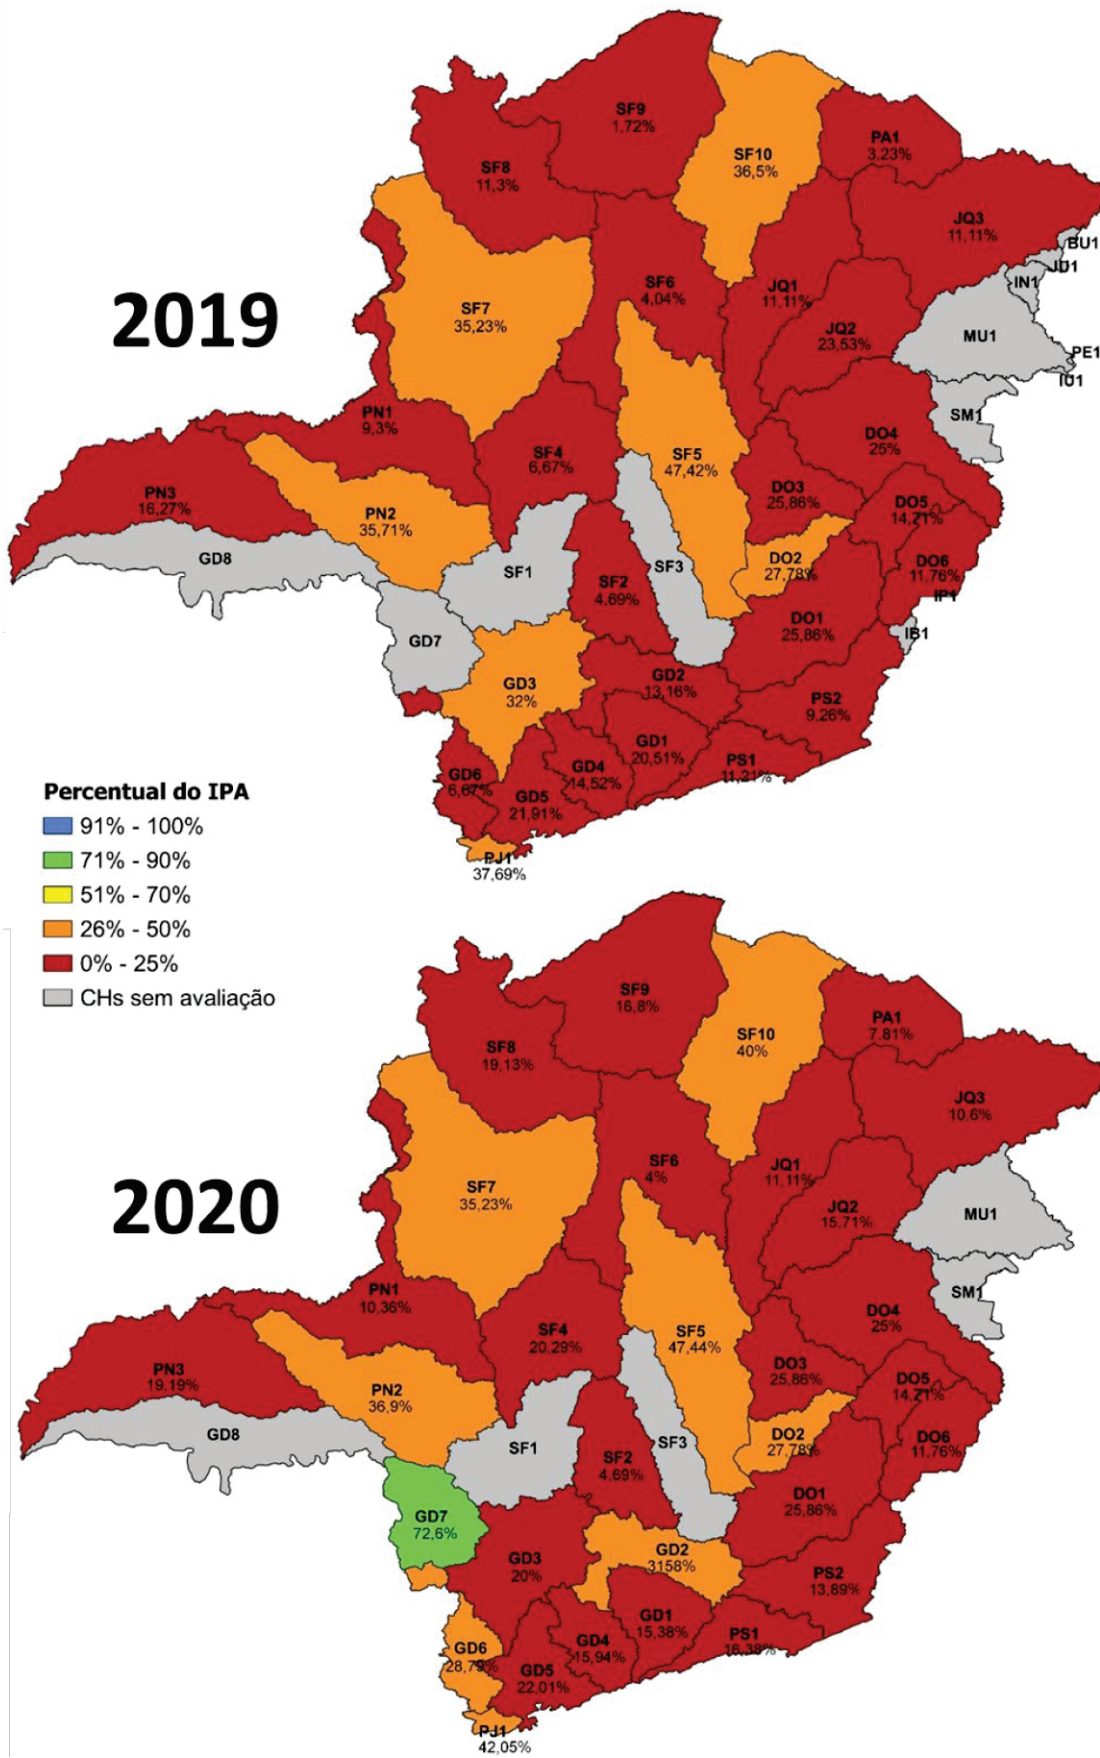 SF9
1,72%
SF10
36,5%
PA1
3,23%
SF8
11,3%
JQ3
11,11%
BU1
JU1
IN1
SF6
4,04%
JQ1
11,11%
2019
SF7
35,23%
JQ2
23,53%
MU1
PE1
IU1
PN1
9,3%
SM1
SF4
6,67%
SF5
47,42%
DO4
25%
PN3
16,27%
DO3
25,86%
DO5
14,71%
PN2
35,71%
GD8
SF1
SF3
DO2
27,78%
DO6
11,76%
SF2
4,69%
IP1
DO1
25,86%
IB1
GD7
GD3
32%
GD2
13,16%
PS2
9,26%
GD1
20,51%
PS1
11,21%
GD6
6,67%
GD4
14,52%
GD5
21,91%
PJ1
37,69%
Percentual do IPA
91% - 100%
71% - 90%
51% - 70%
26% - 50%
0% - 25%
CHs sem avaliação
SF9
16,8%
PA1
7,81%
SF10
40%
SF8
19,13%
JQ3
10,6%
SF6
4%
JQ1
11,11%
2020
SF7
35,23%
JQ2
15,71%
MU1
PN1
10,36%
SM1
SF4
20,29%
SF5
47,44%
DO4
25%
PN3
19,19%
DO3
25,86%
DO5
14,71%
PN2
36,9%
GD8
SF1
SF3
DO2
27,78%
DO6
11,76%
SF2
4,69%
DO1
25,86%
GD7
72,6%
GD3
20%
GD2
3158%
PS2
13,89%
GD1
15,38%
PS1
16,38%
GD6
28,79%
GD4
15,94%
GD5
22,01%
PJ1
42,05%